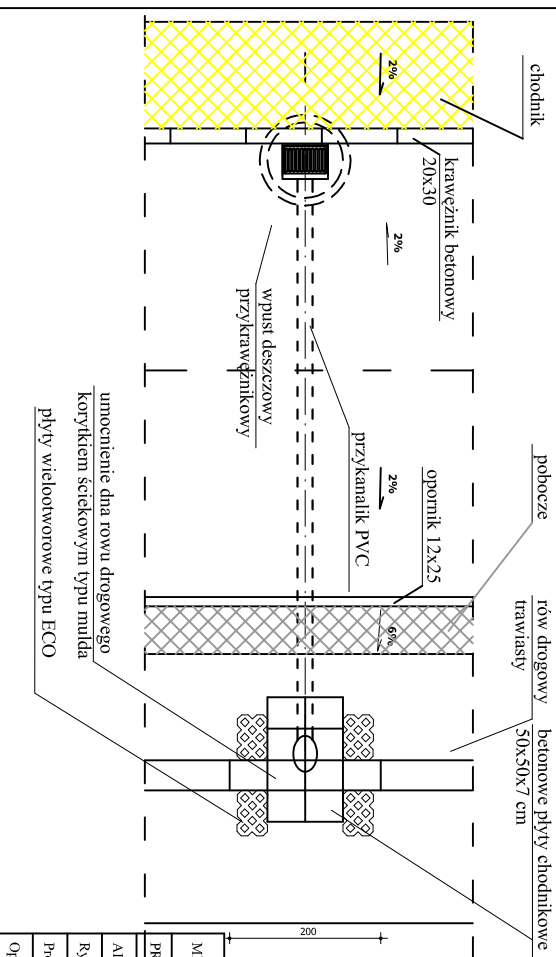 chodnik
2%
krawężnik betonowy
20x30
2%
wpust deszczowy
przykrawężnikowy
przykanalik PVC
2%
opornik 12x25
pobocze
6%
rów drogowy
trawiasty
betonowe płyty chodnikowe
50x50x7 cm
umocnienie dna rowu drogowego
korytkiem ściekowym typu mulda
płyty wielootworowe typu ECO
200